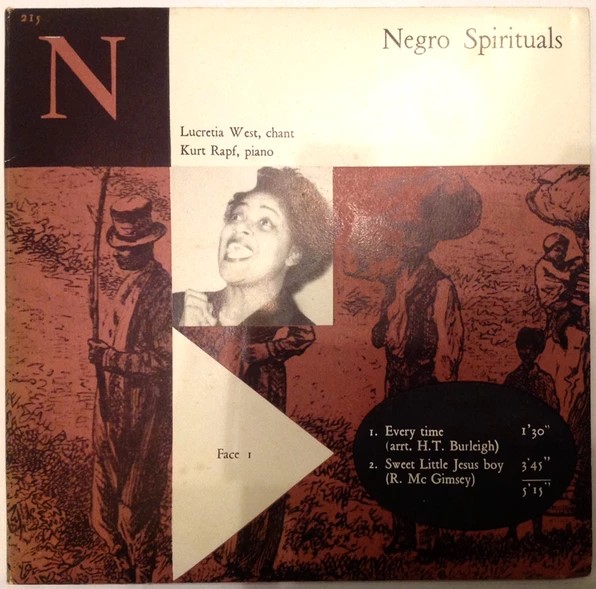 215
N
Negro Spirituals
Lucretia West, chant
Kurt Rapf, piano
Face 1
1. Every time 1'30"
(arrt. H.T. Burleigh)
2. Sweet Little Jesus boy 3'45"
(R. Mc Gimsey)
5'15"